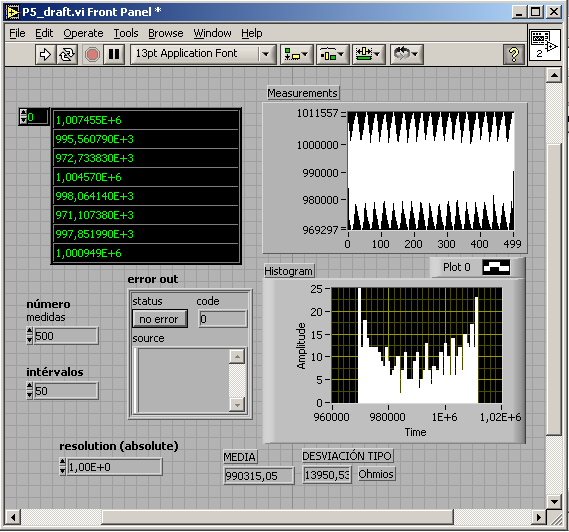 P5_draft.vi Front Panel *
File Edit Operate Tools Browse Window Help
13pt Application Font
?
2
Measurements
0
1,007455E+6
995,560790E+3
972,733830E+3
1,004570E+6
998,064140E+3
971,107380E+3
997,851990E+3
1,000949E+6
1011557
1000000
990000
980000
969297
0 100 200 300 400 499
Plot 0
Histogram
25
20
15
10
5
0
Amplitude
960000 980000 1E+6 1,02E+6
Time
error out
status code
no error 0
source
número
medidas
500
intérvalos
50
resolution (absolute)
1,00E+0
MEDIA DESVIACIÓN TIPO
990315,05 13950,53 Ohmios